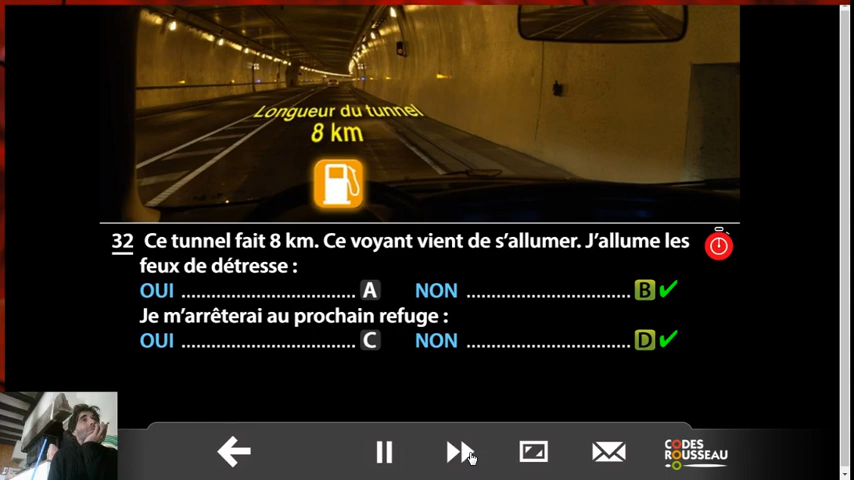 Longueur du tunnel
8 km
32 Ce tunnel fait 8 km. Ce voyant vient de s'allumer. J'allume les
feux de détresse :
OUI ................................... A NON ................................... B
Je m'arrêterai au prochain refuge :
OUI ................................... C NON ................................... D
CODES
ROUSSEAU